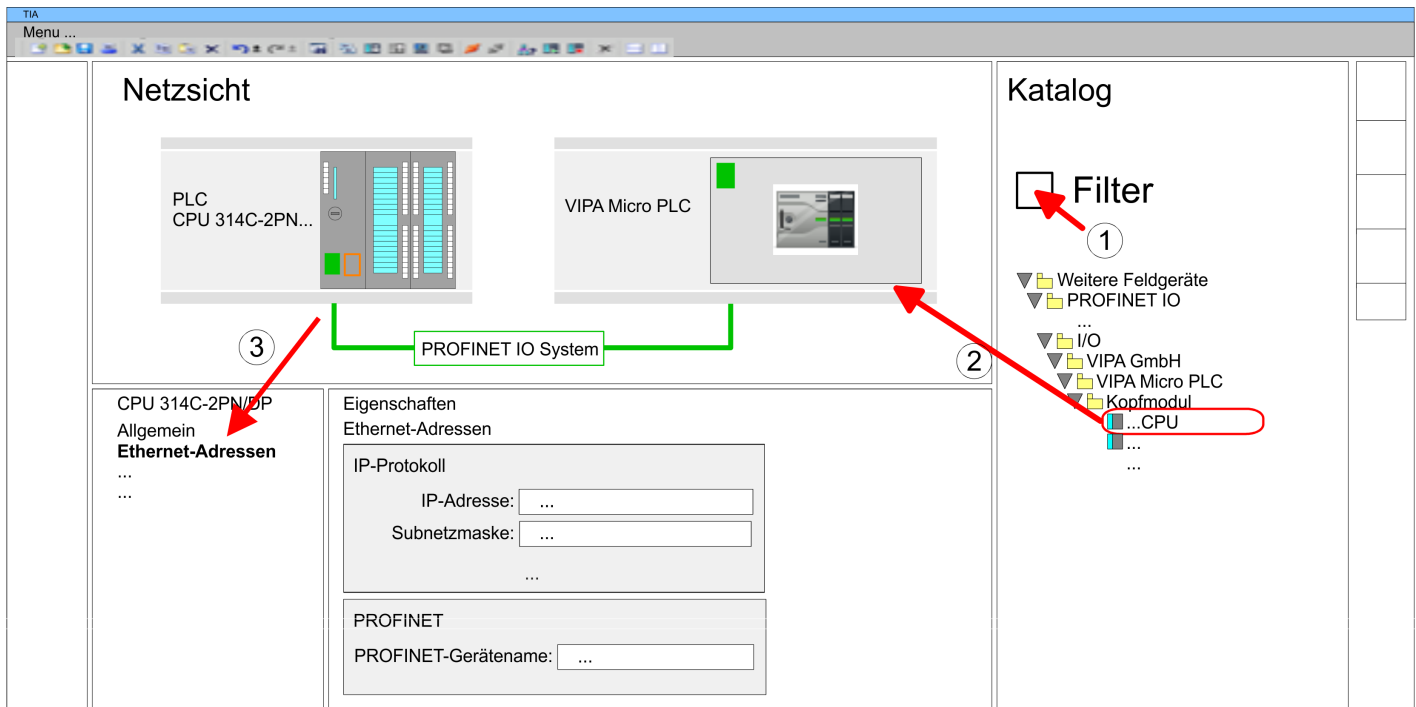 TIA
Menu ...
Netzsicht
PLC
CPU 314C-2PN...
VIPA Micro PLC
PROFINET IO System
3
2
CPU 314C-2PN/DP
Allgemein
Ethernet-Adressen
...
...
Eigenschaften
Ethernet-Adressen
IP-Protokoll
IP-Adresse: ...
Subnetzmaske: ...
...
PROFINET
PROFINET-Gerätename: ...
Katalog
Filter
1
Weitere Feldgeräte
PROFINET IO
...
I/O
VIPA GmbH
VIPA Micro PLC
Kopfmodul
...CPU
...
...